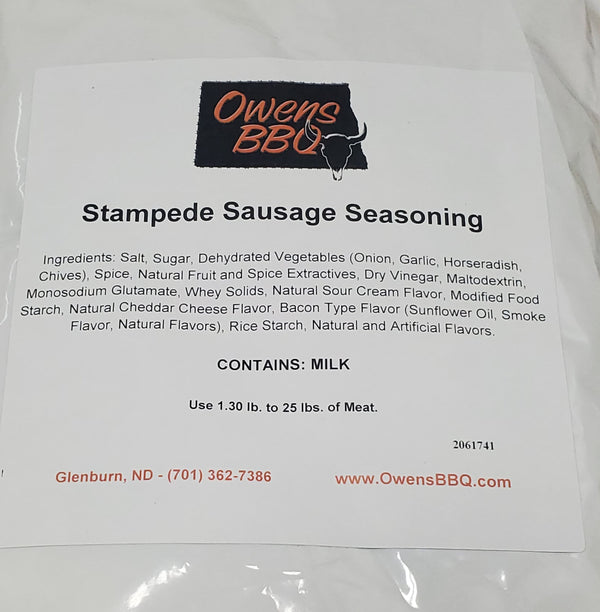 Owens
BBQ
Stampede Sausage Seasoning
Ingredients: Salt, Sugar, Dehydrated Vegetables (Onion, Garlic, Horseradish,
Chives), Spice, Natural Fruit and Spice Extractives, Dry Vinegar, Maltodextrin,
Monosodium Glutamate, Whey Solids, Natural Sour Cream Flavor, Modified Food
Starch, Natural Cheddar Cheese Flavor, Bacon Type Flavor (Sunflower Oil, Smoke
Flavor, Natural Flavors), Rice Starch, Natural and Artificial Flavors.
CONTAINS: MILK
Use 1.30 lb. to 25 lbs. of Meat.
2061741
Glenburn, ND - (701) 362-7386 www.OwensBBQ.com